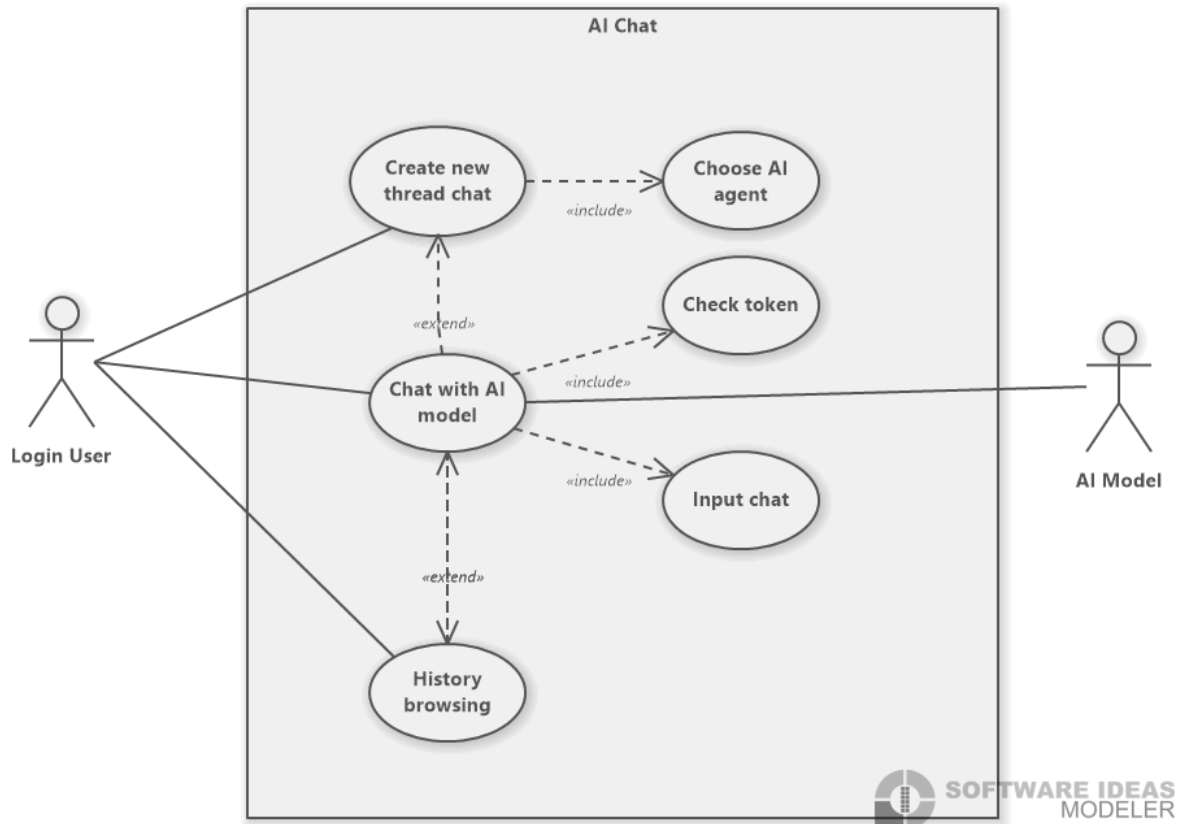 AI Chat
Create new
thread chat
Choose AI
agent
«include»
Check token
«extend»
Chat with AI
model
«include»
Login User
AI Model
«include»
Input chat
«extend»
History
browsing
SOFTWARE IDEAS
MODELER